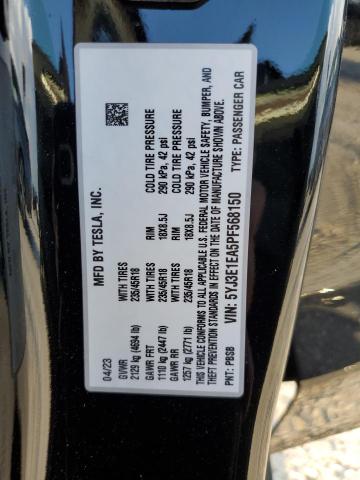 MFD BY TESLA, INC.
04/23
GVWR
2129 kg (4694 lb)
GAWR FRT WITH TIRES RIM COLD TIRE PRESSURE
1110 kg (2447 lb) 235/45R18 18X8.5J 290 kPa, 42 psi
GAWR RR WITH TIRES RIM COLD TIRE PRESSURE
1257 kg (2771 lb) 235/45R18 18X8.5J 290 kPa, 42 psi
THIS VEHICLE CONFORMS TO ALL APPLICABLE U.S. FEDERAL MOTOR VEHICLE SAFETY, BUMPER, AND
THEFT PREVENTION STANDARDS IN EFFECT ON THE DATE OF MANUFACTURE SHOWN ABOVE.
VIN: 5YJ3E1EA5PF568150
PNT: PBSB TYPE: PASSENGER CAR